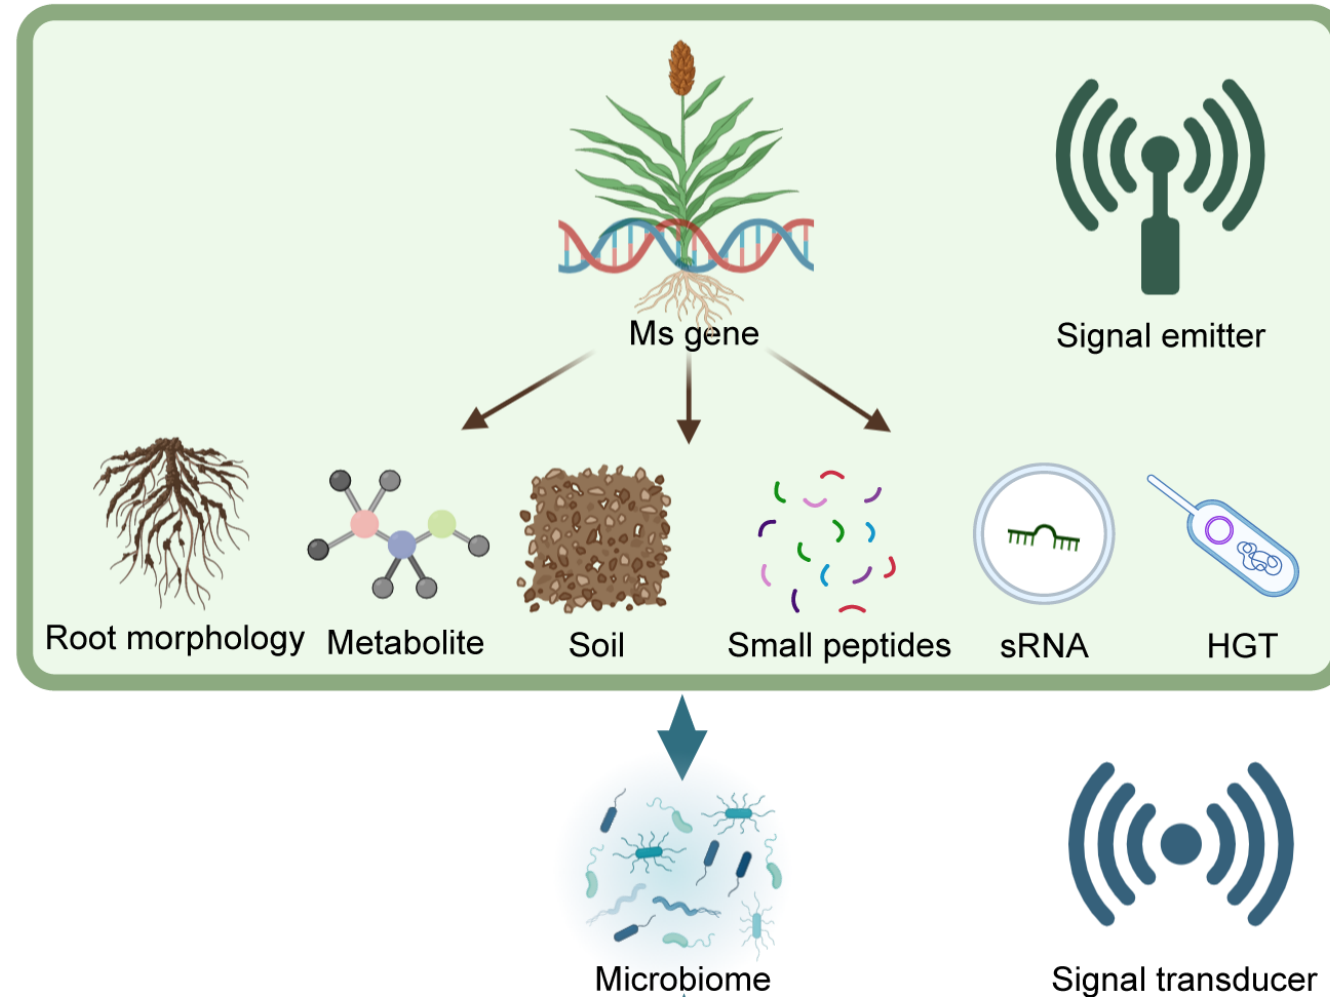 Ms gene
Signal emitter
Root morphology
Metabolite
Soil
Small peptides
sRNA
HGT
Microbiome
Signal transducer